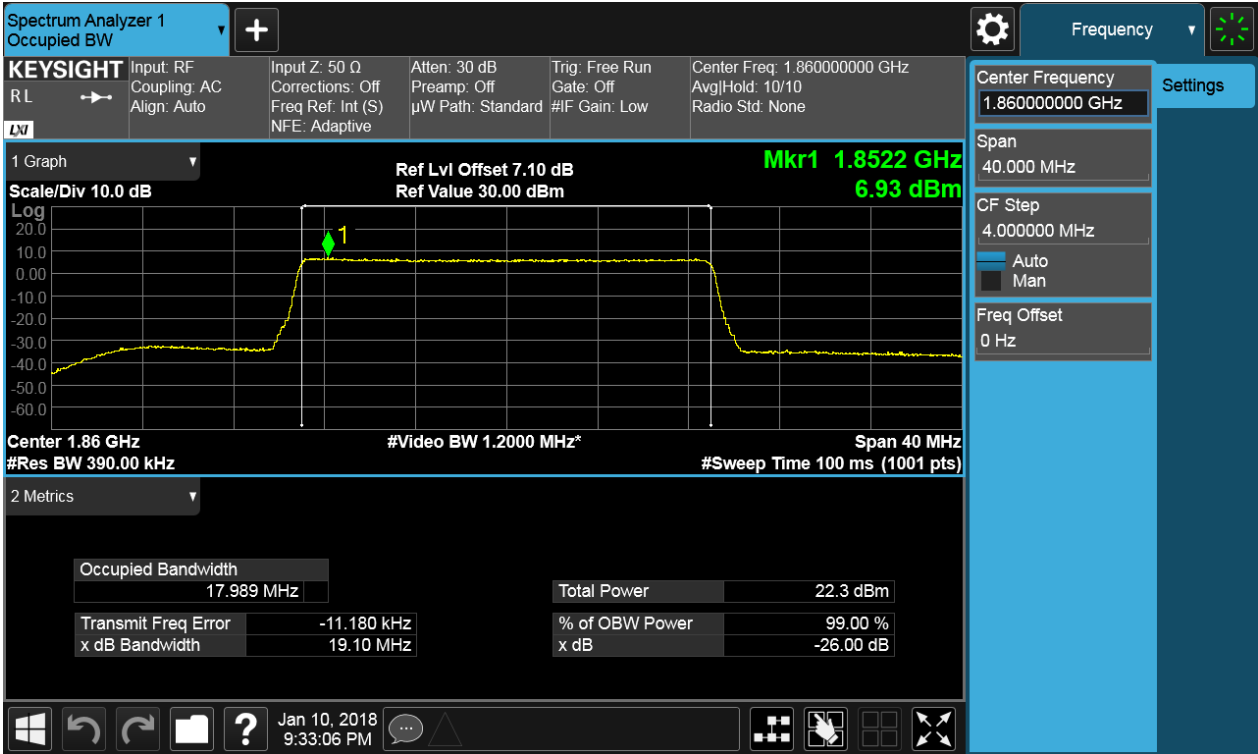 Spectrum Analyzer 1
Occupied BW
+
Frequency
KEYSIGHT
RL
LXI
Input: RF
Coupling: AC
Align: Auto
Input Z: 50 Ω
Corrections: Off
Freq Ref: Int (S)
NFE: Adaptive
Atten: 30 dB
Preamp: Off
µW Path: Standard
Trig: Free Run
Gate: Off
#IF Gain: Low
Center Freq: 1.860000000 GHz
Avg|Hold: 10/10
Radio Std: None
Center Frequency
1.860000000 GHz
Settings
Span
40.000 MHz
CF Step
4.000000 MHz
Auto
Man
Freq Offset
0 Hz
1 Graph
Scale/Div 10.0 dB
Ref Lvl Offset 7.10 dB
Ref Value 30.00 dBm
Mkr1 1.8522 GHz
6.93 dBm
Log
20.0
10.0
0.00
-10.0
-20.0
-30.0
-40.0
-50.0
-60.0
1
Center 1.86 GHz
#Res BW 390.00 kHz
#Video BW 1.2000 MHz*
Span 40 MHz
#Sweep Time 100 ms (1001 pts)
2 Metrics
Occupied Bandwidth
17.989 MHz
Total Power 22.3 dBm
Transmit Freq Error -11.180 kHz
% of OBW Power 99.00 %
x dB Bandwidth 19.10 MHz
x dB -26.00 dB
?
Jan 10, 2018
9:33:06 PM